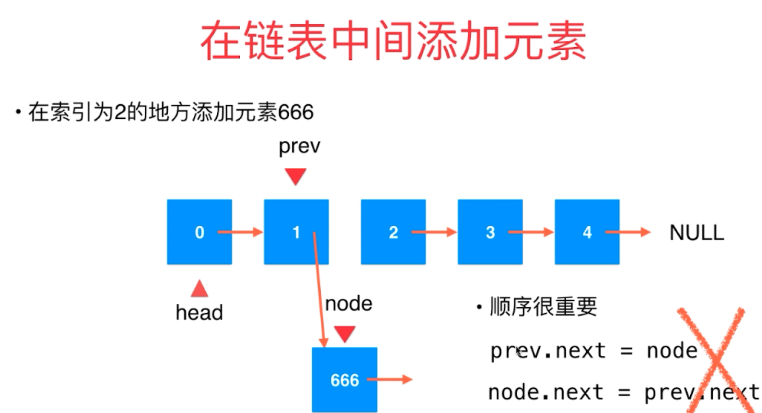 在链表中间添加元素
• 在索引为2的地方添加元素666
prev
0 1 2 3 4 NULL
head
node
666
• 顺序很重要
prev.next = node
node.next = prev.next